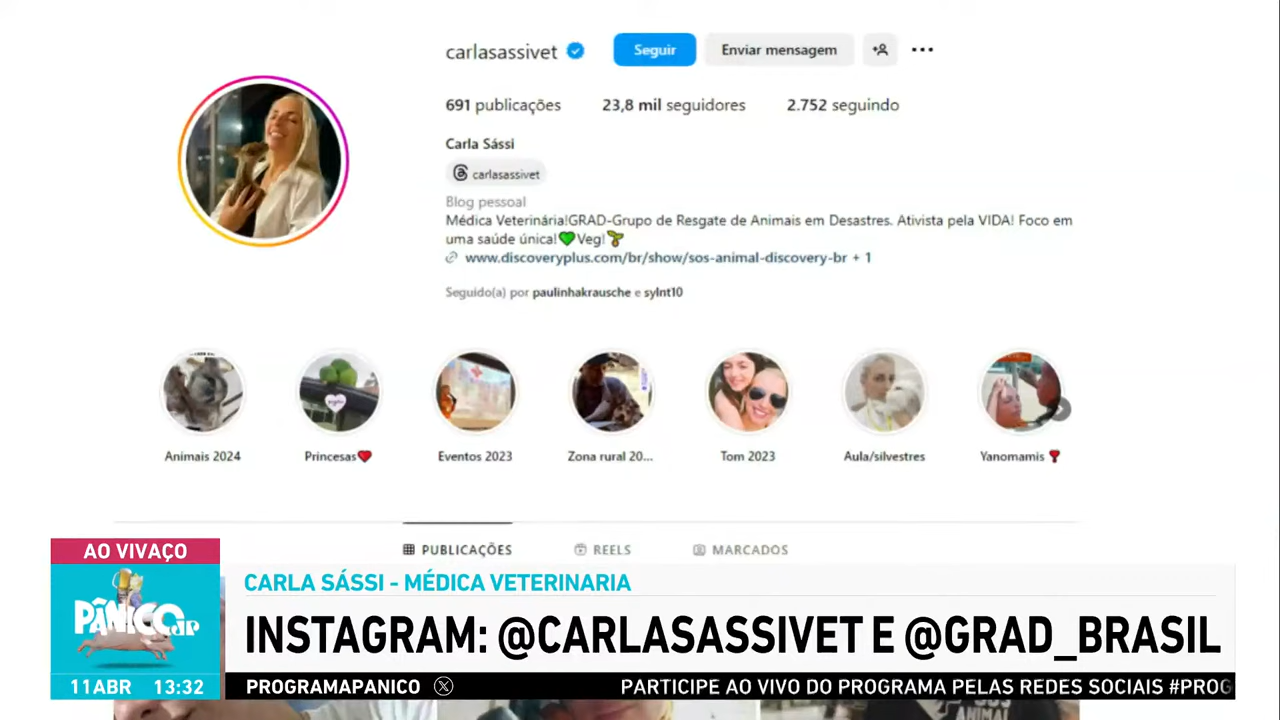 carlasassivet
Seguir
Enviar mensagem
691 publicações
23,8 mil seguidores
2.752 seguindo
Carla Sássi
carlasassivet
Blog pessoal
Médica Veterinária!GRAD-Grupo de Resgate de Animais em Desastres. Ativista pela VIDA! Foco em
uma saúde única!💚Veg!🌱
www.discoveryplus.com/br/show/sos-animal-discovery-br + 1
Seguido(a) por paulinhakrausche e sylnt10
Animais 2024
Princesas❤️
Eventos 2023
Zona rural 20...
Tom 2023
Aula/silvestres
Yanomamis ❣️
PUBLICAÇÕES
REELS
MARCADOS
AO VIVAÇO
PÂNICO JP
11ABR 13:32
CARLA SÁSSI - MÉDICA VETERINARIA
INSTAGRAM: @CARLASASSIVET E @GRAD_BRASIL
PROGRAMAPANICO
PARTICIPE AO VIVO DO PROGRAMA PELAS REDES SOCIAIS #PROG
SOS
ANIMAL